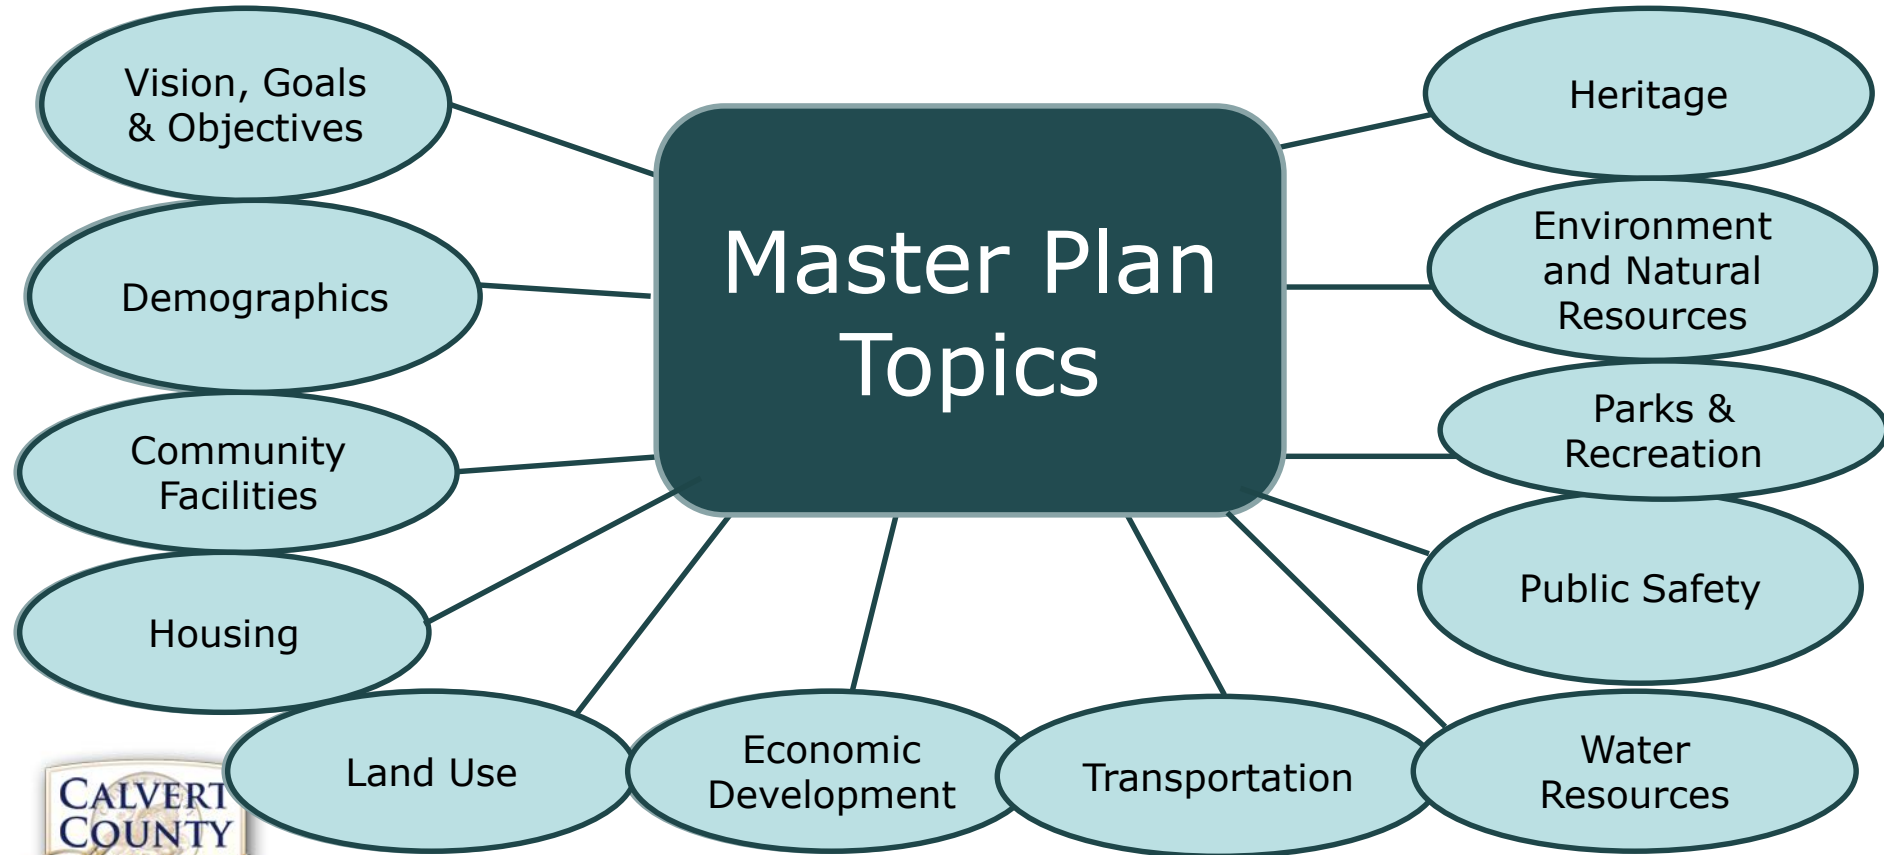 Vision, Goals
& Objectives
Demographics
Community
Facilities
Housing
Land Use
Economic
Development
Transportation
Water
Resources
Public Safety
Parks &
Recreation
Environment
and Natural
Resources
Heritage
Master Plan
Topics
CALVERT
COUNTY